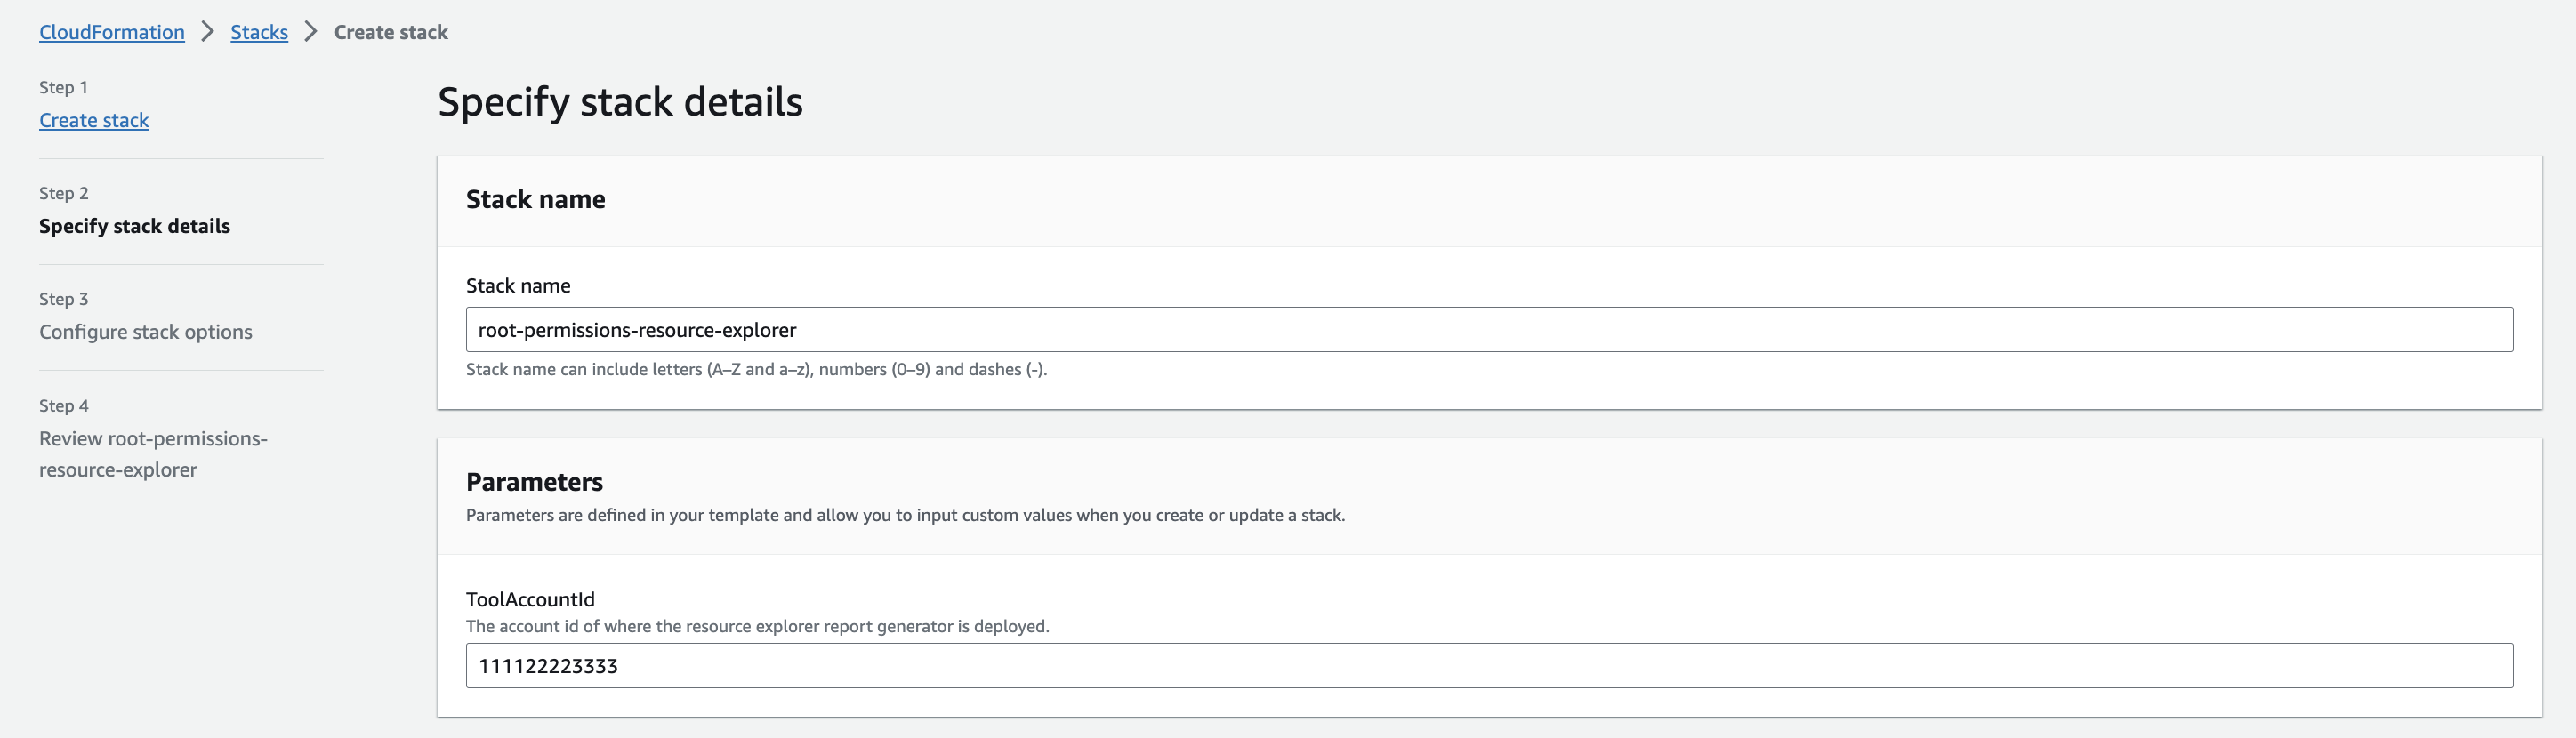 CloudFormation > Stacks > Create stack
Step 1
Create stack
Step 2
Specify stack details
Step 3
Configure stack options
Step 4
Review root-permissions-
resource-explorer
Specify stack details
Stack name
Stack name
root-permissions-resource-explorer
Stack name can include letters (A–Z and a–z), numbers (0–9) and dashes (-).
Parameters
Parameters are defined in your template and allow you to input custom values when you create or update a stack.
ToolAccountId
The account id of where the resource explorer report generator is deployed.
111122223333